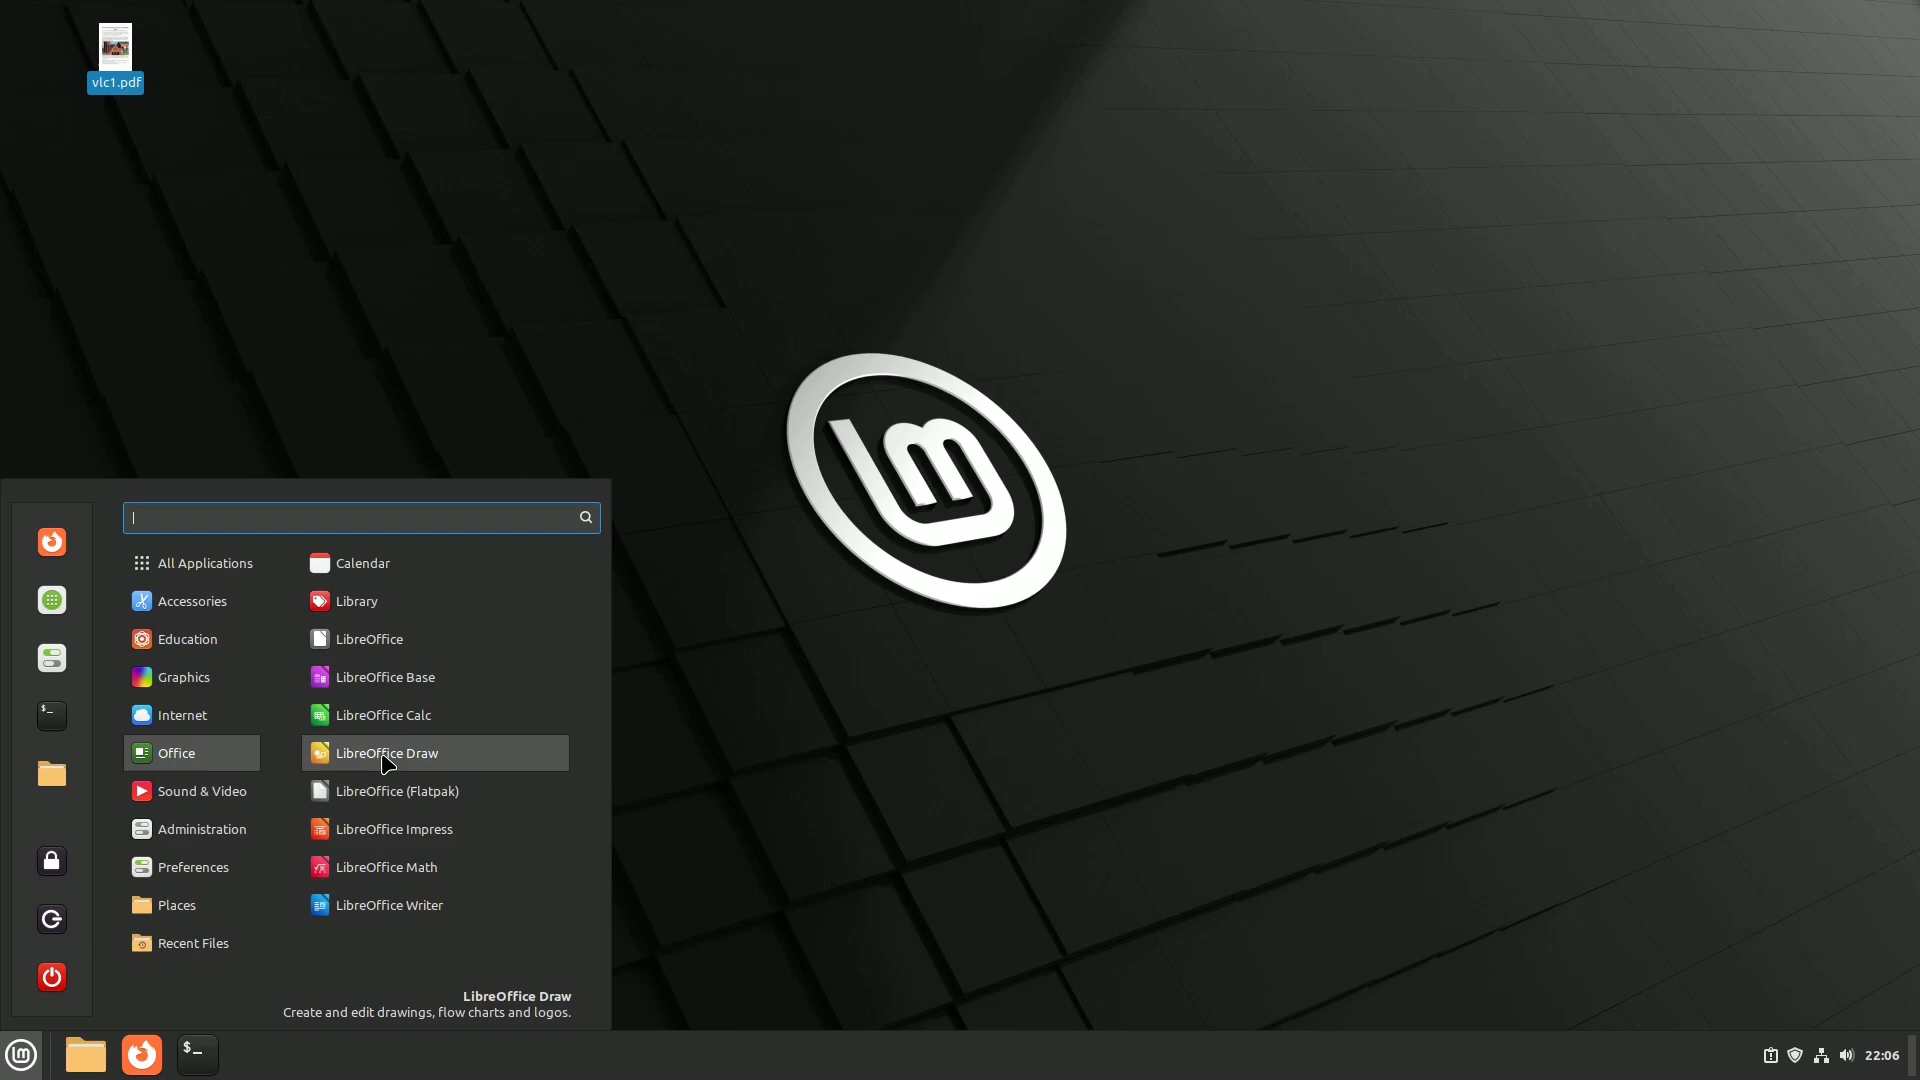 vlc1.pdf
All Applications
Accessories
Education
Graphics
Internet
Office
Sound & Video
Administration
Preferences
Places
Recent Files
Calendar
Library
LibreOffice
LibreOffice Base
LibreOffice Calc
LibreOffice Draw
LibreOffice (Flatpak)
LibreOffice Impress
LibreOffice Math
LibreOffice Writer
LibreOffice Draw
Create and edit drawings, flow charts and logos.
22:06